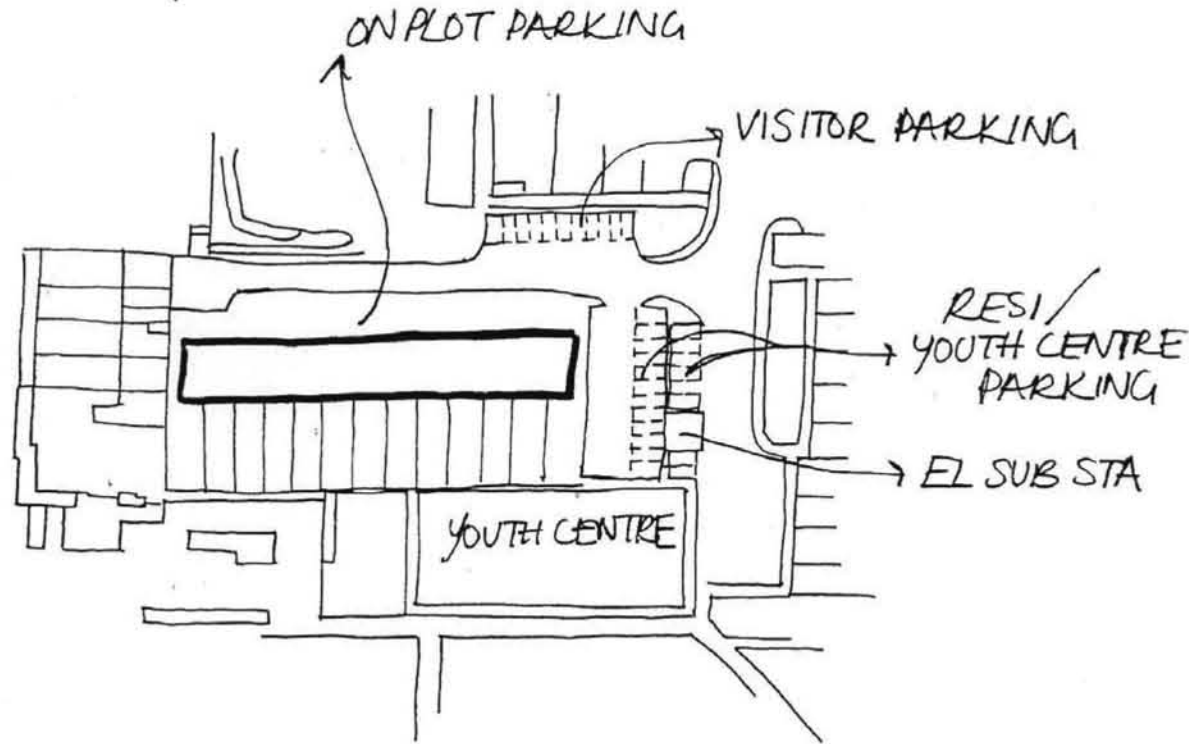 ON PLOT PARKING
VISITOR PARKING
RESI/
YOUTH CENTRE
PARKING
EL SUB STA
YOUTH CENTRE